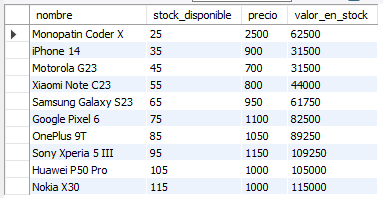 nombre stock_disponible precio valor_en_stock
Monopatin Coder X 25 2500 62500
iPhone 14 35 900 31500
Motorola G23 45 700 31500
Xiaomi Note C23 55 800 44000
Samsung Galaxy S23 65 950 61750
Google Pixel 6 75 1100 82500
OnePlus 9T 85 1050 89250
Sony Xperia 5 III 95 1150 109250
Huawei P50 Pro 105 1000 105000
Nokia X30 115 1000 115000